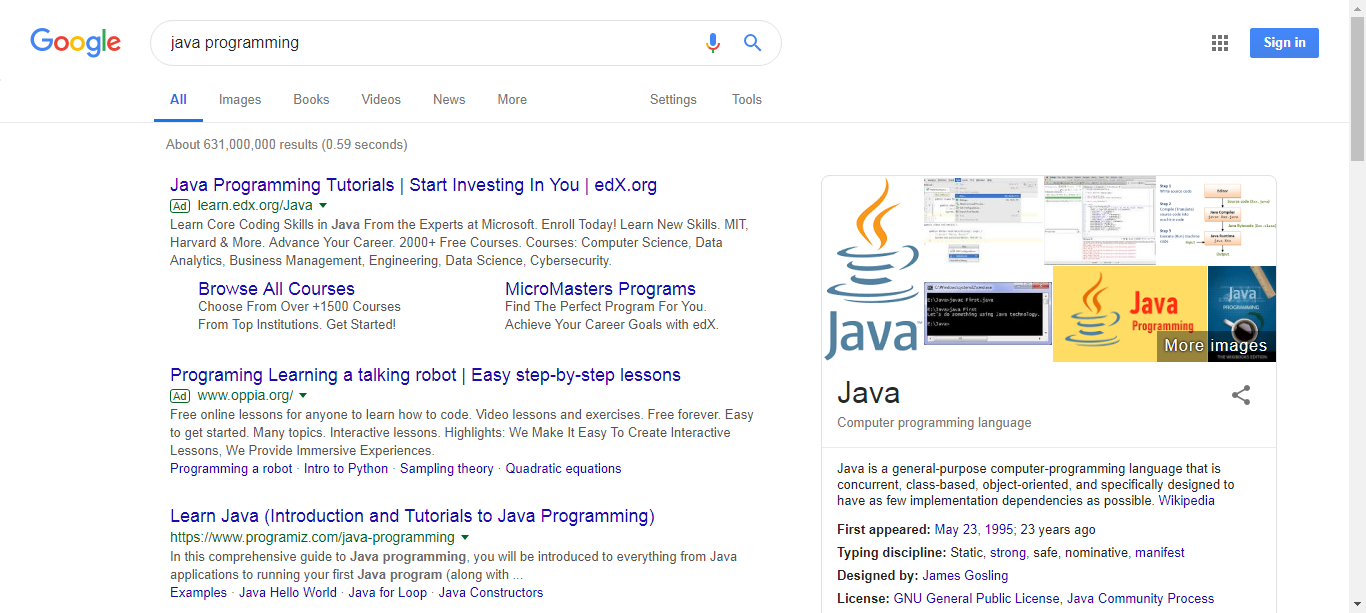 Google
java programming
Sign in
All Images Books Videos News More Settings Tools
About 631,000,000 results (0.59 seconds)
Java Programming Tutorials | Start Investing In You | edX.org
Ad learn.edx.org/Java
Learn Core Coding Skills in Java From the Experts at Microsoft. Enroll Today! Learn New Skills. MIT,
Harvard & More. Advance Your Career. 2000+ Free Courses. Courses: Computer Science, Data
Analytics, Business Management, Engineering, Data Science, Cybersecurity.
Browse All Courses
Choose From Over +1500 Courses
From Top Institutions. Get Started!
MicroMasters Programs
Find The Perfect Program For You.
Achieve Your Career Goals with edX.
Programing Learning a talking robot | Easy step-by-step lessons
Ad www.oppia.org/
Free online lessons for anyone to learn how to code. Video lessons and exercises. Free forever. Easy
to get started. Many topics. Interactive lessons. Highlights: We Make It Easy To Create Interactive
Lessons, We Provide Immersive Experiences.
Programming a robot · Intro to Python · Sampling theory · Quadratic equations
Learn Java (Introduction and Tutorials to Java Programming)
https://www.programiz.com/java-programming
In this comprehensive guide to Java programming, you will be introduced to everything from Java
applications to running your first Java program (along with ...
Examples · Java Hello World · Java for Loop · Java Constructors
Java
Java
Programming
Java
PROGRAMMING
More images
Java
Computer programming language
Java is a general-purpose computer-programming language that is
concurrent, class-based, object-oriented, and specifically designed to
have as few implementation dependencies as possible. Wikipedia
First appeared: May 23, 1995; 23 years ago
Typing discipline: Static, strong, safe, nominative, manifest
Designed by: James Gosling
License: GNU General Public License, Java Community Process